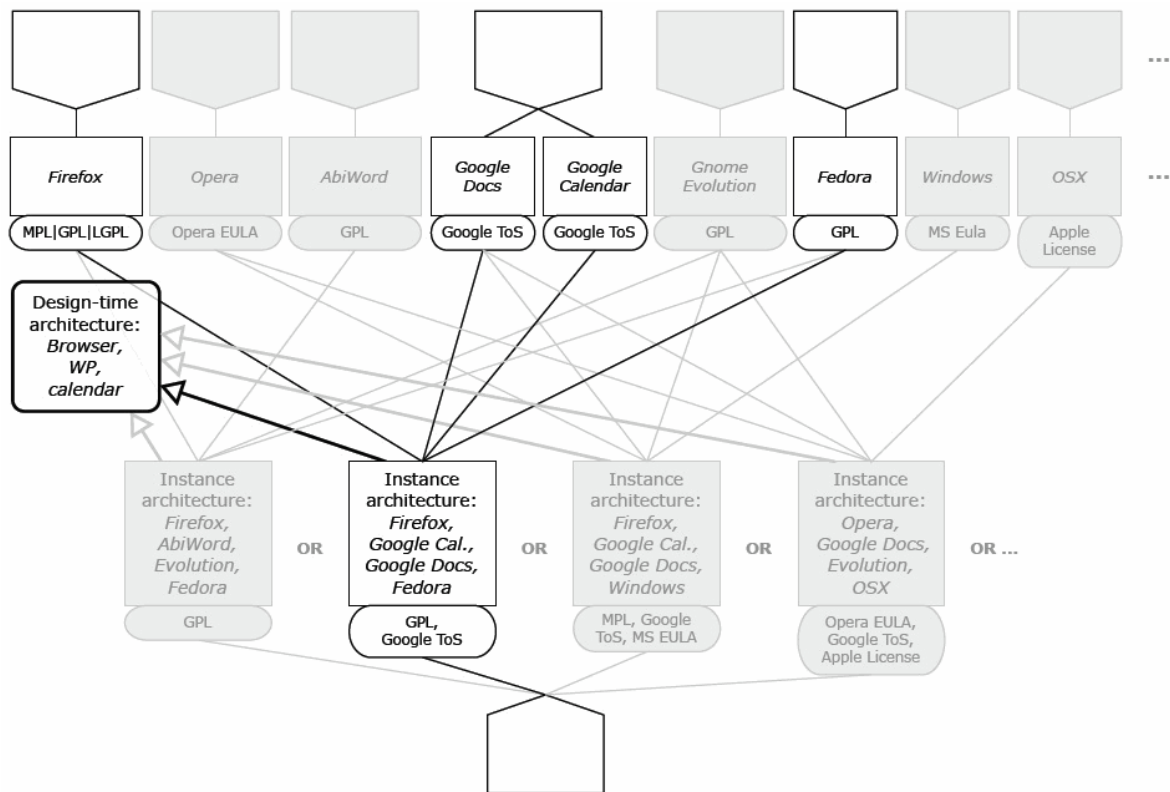 ...
Firefox
Opera
AbiWord
Google
Docs
Google
Calendar
Gnome
Evolution
Fedora
Windows
OSX
...
MPL|GPL|LGPL
Opera EULA
GPL
Google ToS
Google ToS
GPL
GPL
MS Eula
Apple
License
Design-time
architecture:
Browser,
WP,
calendar
Instance
architecture:
Firefox,
AbiWord,
Evolution,
Fedora
GPL
OR
Instance
architecture:
Firefox,
Google Cal.,
Google Docs,
Fedora
GPL,
Google ToS
OR
Instance
architecture:
Firefox,
Google Cal.,
Google Docs,
Windows
MPL, Google
ToS, MS EULA
OR
Instance
architecture:
Opera,
Google Docs,
Evolution,
OSX
Opera EULA,
Google ToS,
Apple License
OR ...